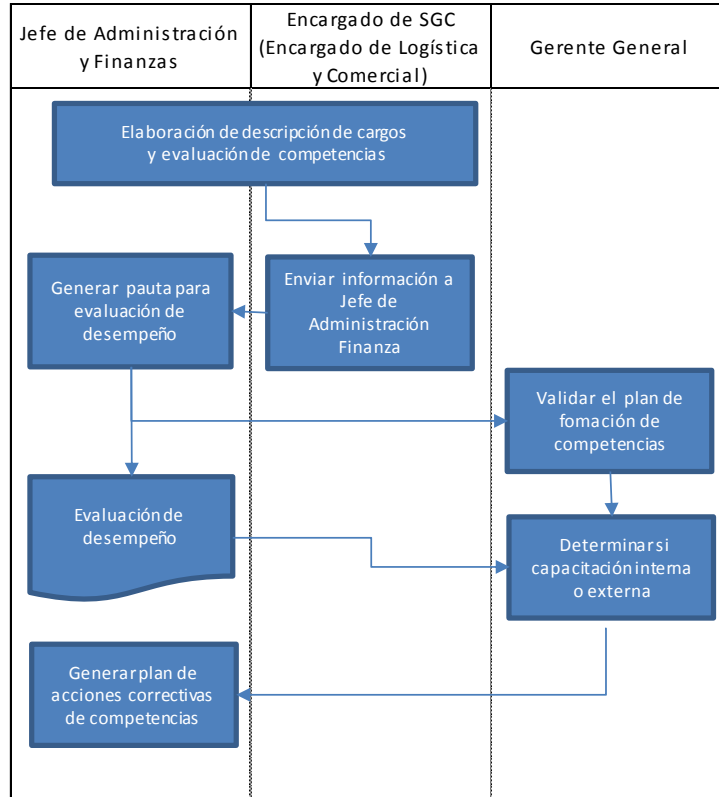 Jefe de Administración
y Finanzas
Encargado de SGC
(Encargado de Logística
y Comercial)
Gerente General
Elaboración de descripción de cargos
y evaluación de competencias
Generar pauta para
evaluación de
desempeño
Enviar información a
Jefe de
Administración
Finanza
Validar el plan de
fomación de
competencias
Evaluación de
desempeño
Determinar si
capacitación interna
o externa
Generar plan de
acciones correctivas
de competencias